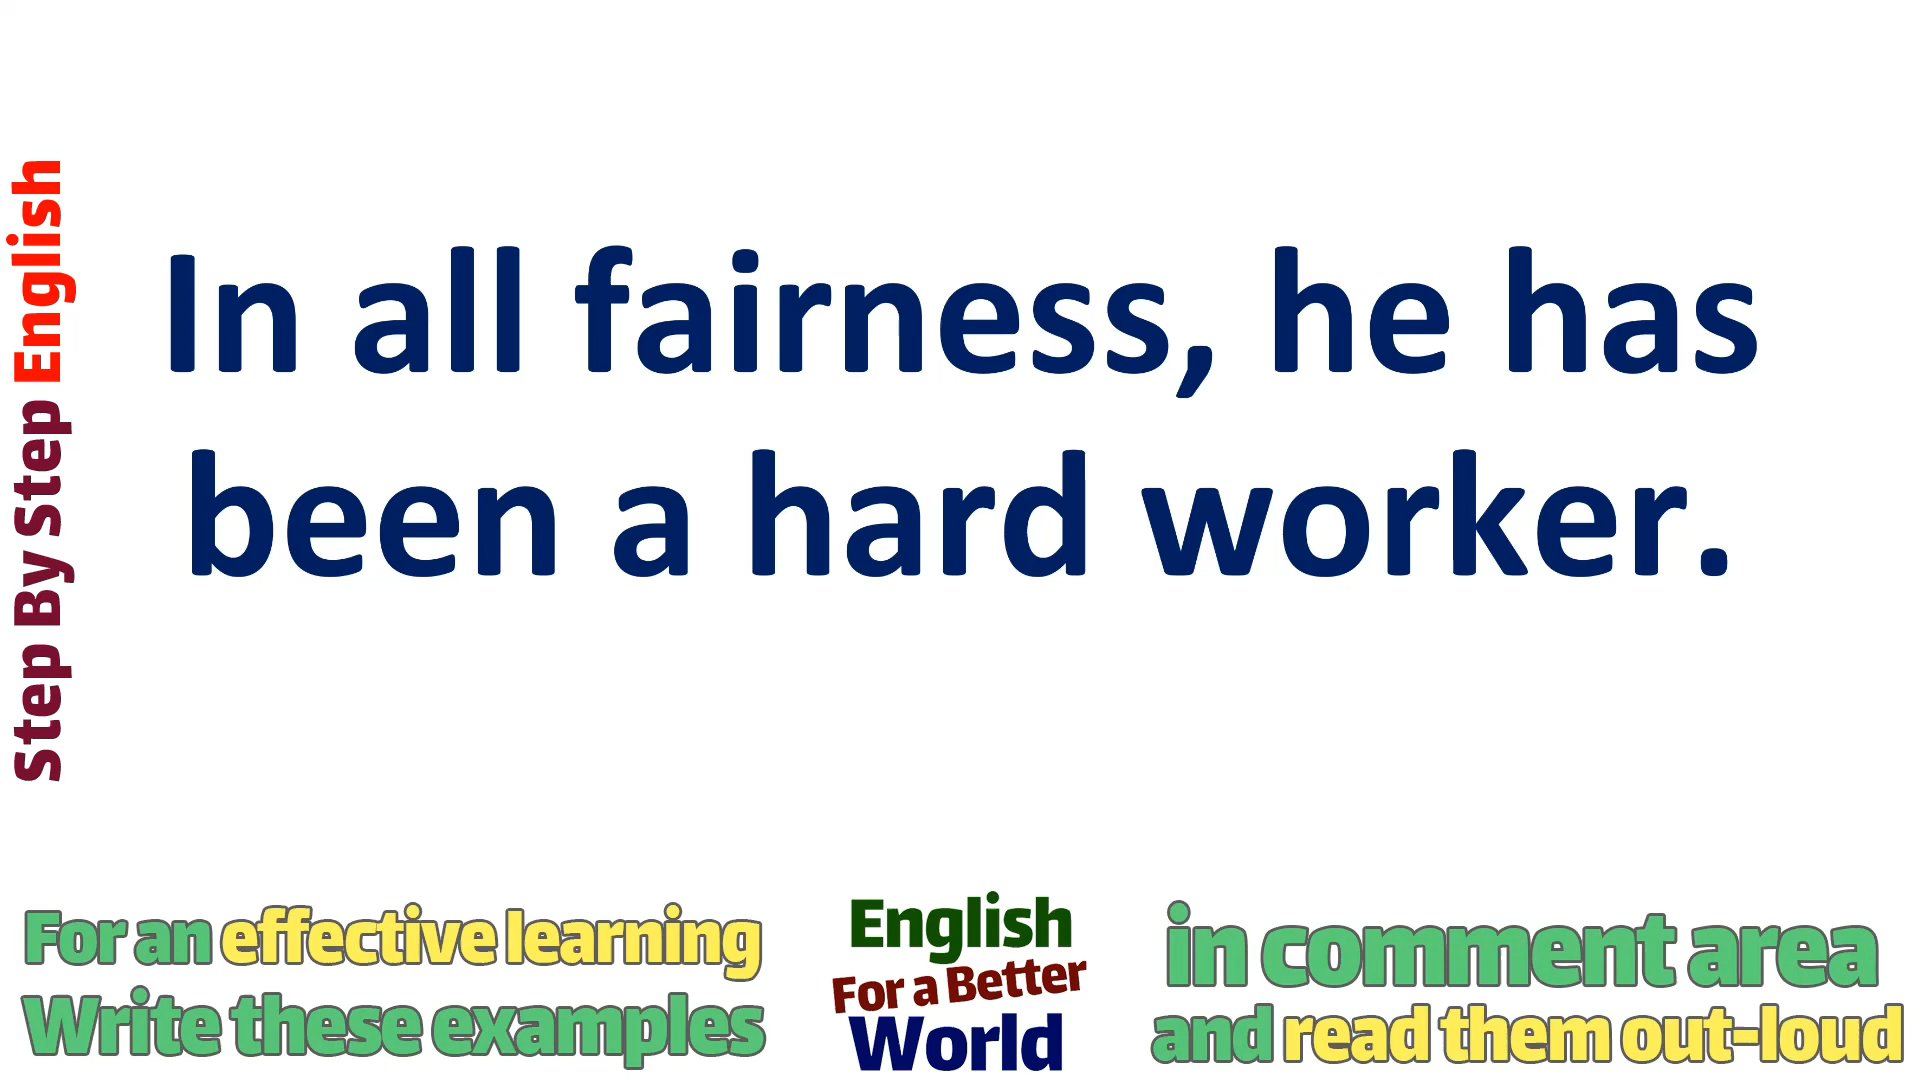 Step By Step English
In all fairness, he has
been a hard worker.
For an effective learning
Write these examples
English
For a Better
World
in comment area
and read them out-loud